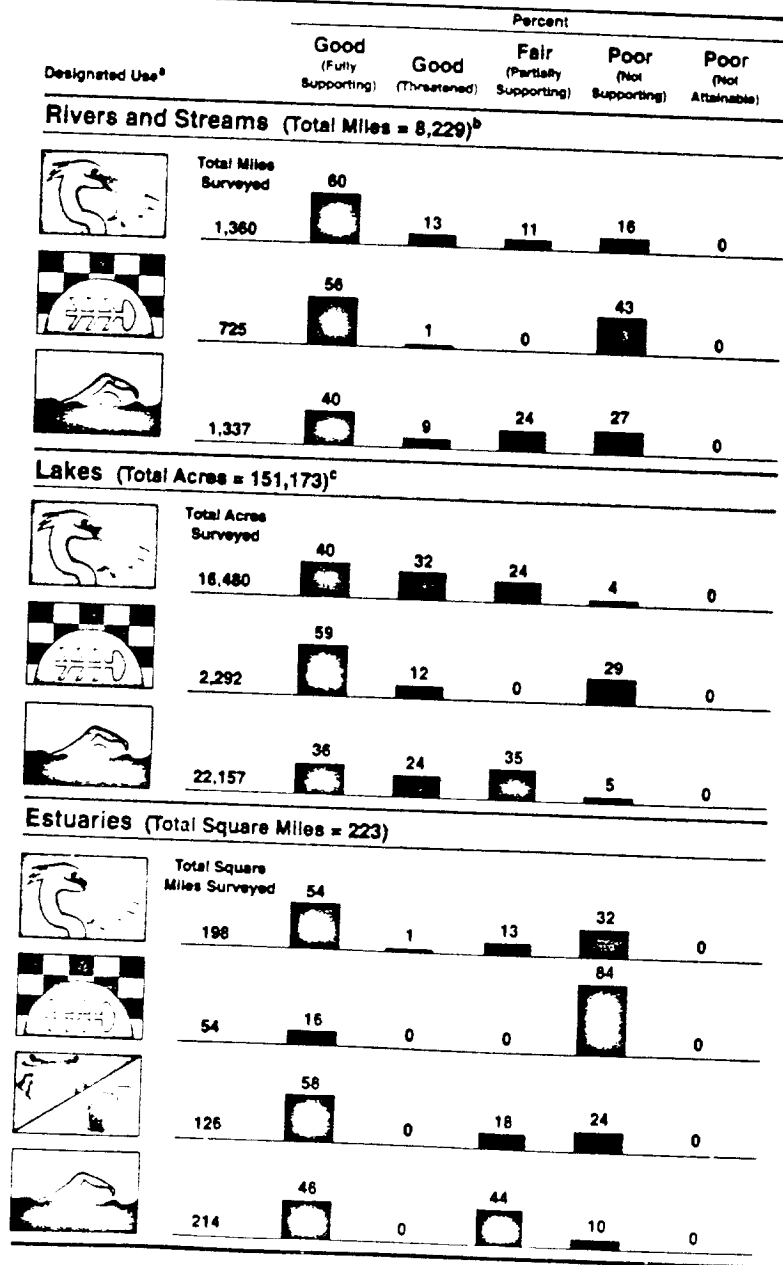 Percent
Designated Useᵃ
Good (Fully Supporting)
Good (Threatened)
Fair (Partially Supporting)
Poor (Not Supporting)
Poor (Not Attainable)
Rivers and Streams (Total Miles = 8,229)ᵇ
Total Miles Surveyed
1,360 60 13 11 16 0
725 56 1 0 43 0
1,337 40 9 24 27 0
Lakes (Total Acres = 151,173)ᶜ
Total Acres Surveyed
16,480 40 32 24 4 0
2,292 59 12 0 29 0
22,157 36 24 35 5 0
Estuaries (Total Square Miles = 223)
Total Square Miles Surveyed
198 54 1 13 32 0
54 16 0 0 84 0
126 58 0 18 24 0
214 46 0 44 10 0